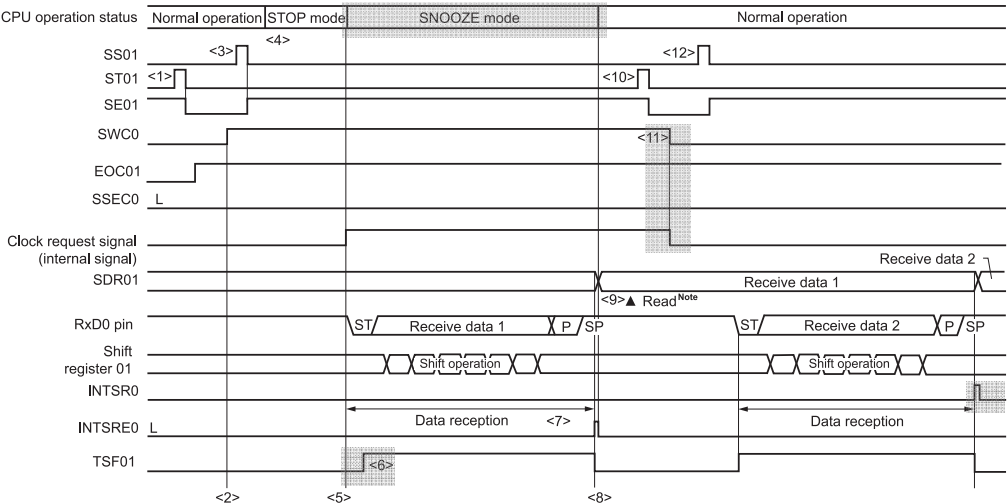 CPU operation status Normal operation STOP mode SNOOZE mode Normal operation
<4>
SS01 <3> <12>
ST01 <1> <10>
SE01
SWC0 <11>
EOC01
SSEC0 L
Clock request signal
(internal signal)
Receive data 2
SDR01 Receive data 1
<9>▲ Read Note
RxD0 pin ST Receive data 1 P SP ST Receive data 2 P SP
Shift
register 01 Shift operation Shift operation
INTSR0
Data reception <7> Data reception
INTSRE0 L
TSF01 <6>
<2> <5> <8>